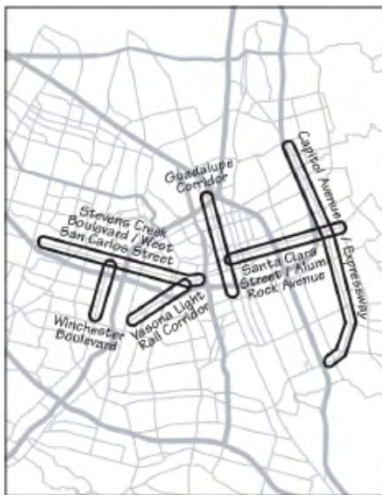 Guadalupe
Corridor
Capitol Avenue / Expressway
Stevens Creek
Boulevard / West
San Carlos Street
Santa Clara
Street / Alum
Rock Avenue
Winchester
Boulevard
Vasona Light
Rail Corridor